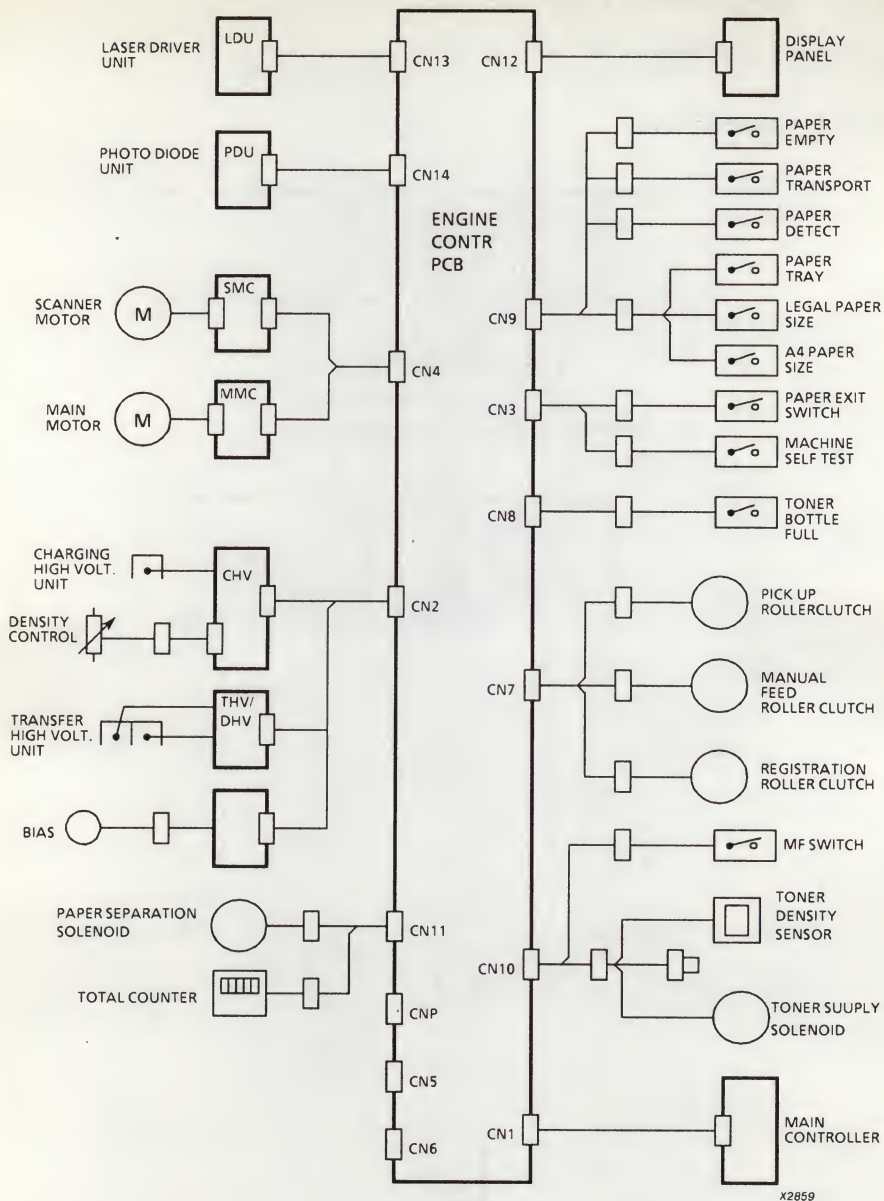 LASER DRIVER
UNIT
LDU
CN13
CN12
DISPLAY
PANEL
PHOTO DIODE
UNIT
PDU
CN14
ENGINE
CONTR
PCB
PAPER
EMPTY
PAPER
TRANSPORT
PAPER
DETECT
PAPER
TRAY
LEGAL PAPER
SIZE
A4 PAPER
SIZE
CN9
SCANNER
MOTOR
M
SMC
CN4
MAIN
MOTOR
M
MMC
CN3
PAPER EXIT
SWITCH
MACHINE
SELF TEST
CN8
TONER
BOTTLE
FULL
CHARGING
HIGH VOLT.
UNIT
CHV
DENSITY
CONTROL
CN2
PICK UP
ROLLERCLUTCH
CN7
MANUAL
FEED
ROLLER CLUTCH
REGISTRATION
ROLLER CLUTCH
TRANSFER
HIGH VOLT.
UNIT
THV/
DHV
BIAS
MF SWITCH
PAPER SEPARATION
SOLENOID
CN11
TOTAL COUNTER
TONER
DENSITY
SENSOR
CN10
TONER SUUPLY
SOLENOID
CNP
CN5
CN6
CN1
MAIN
CONTROLLER
X2859